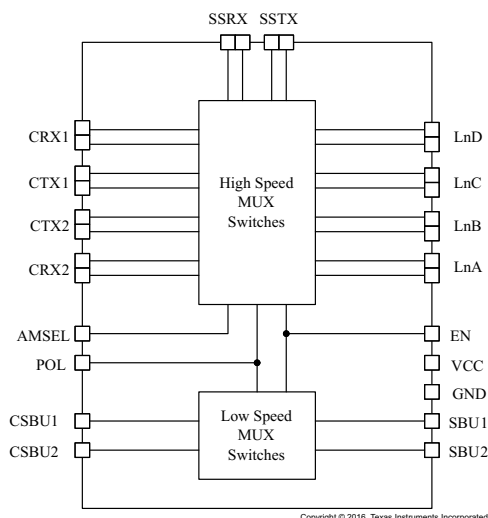 SSRX SSTX
CRX1
CTX1
CTX2
CRX2
AMSEL
POL
CSBU1
CSBU2
High Speed
MUX
Switches
Low Speed
MUX
Switches
LnD
LnC
LnB
LnA
EN
VCC
GND
SBU1
SBU2
Copyright © 2016, Texas Instruments Incorporated